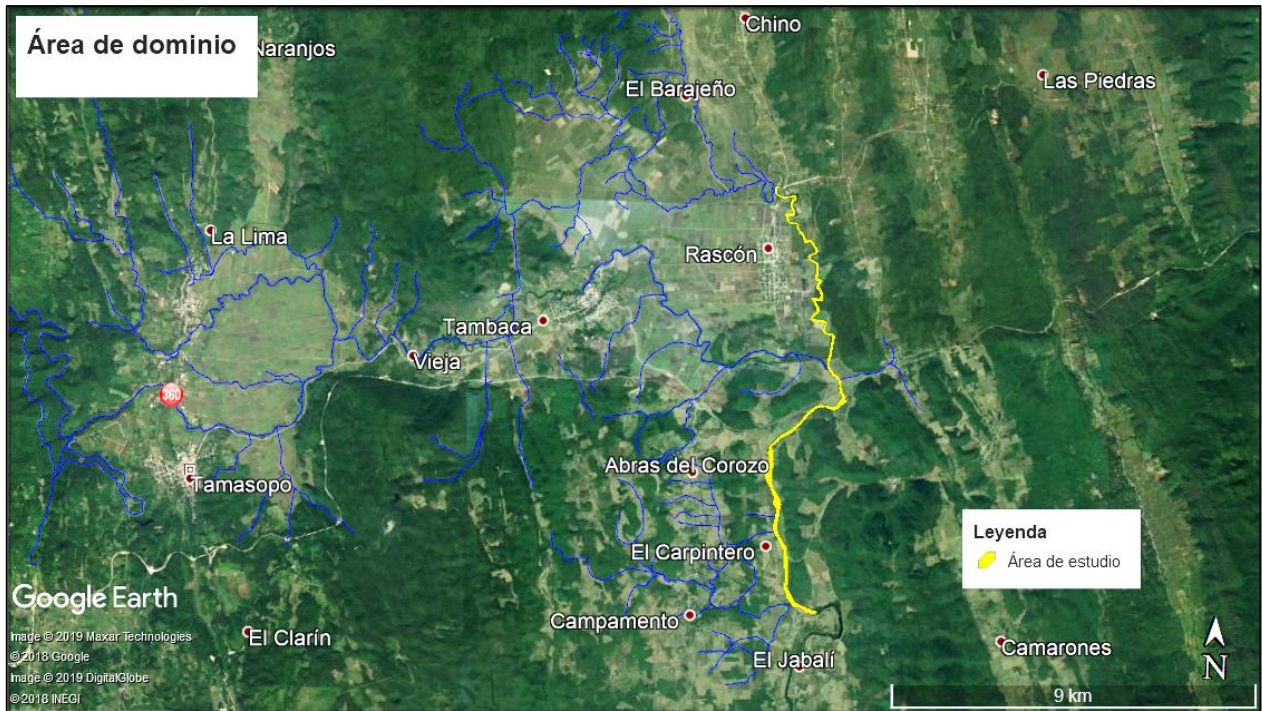 Área de dominio
Naranjos
Chino
El Barajeño
Las Piedras
La Lima
Rascón
Tambaca
Vieja
360
Tamasopo
Abras del Corozo
El Carpintero
Leyenda
Área de estudio
Campamento
El Jabalí
El Clarín
Camarones
Google Earth
Image © 2019 Maxar Technologies
© 2018 Google
Image © 2019 DigitalGlobe
© 2018 INEGI
N
9 km